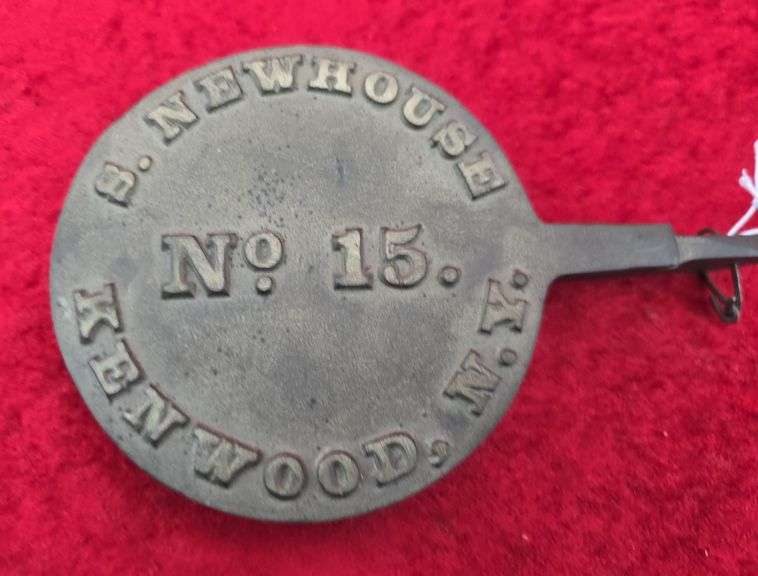 S. NEWHOUSE
No. 15.
KENWOOD, N.Y.